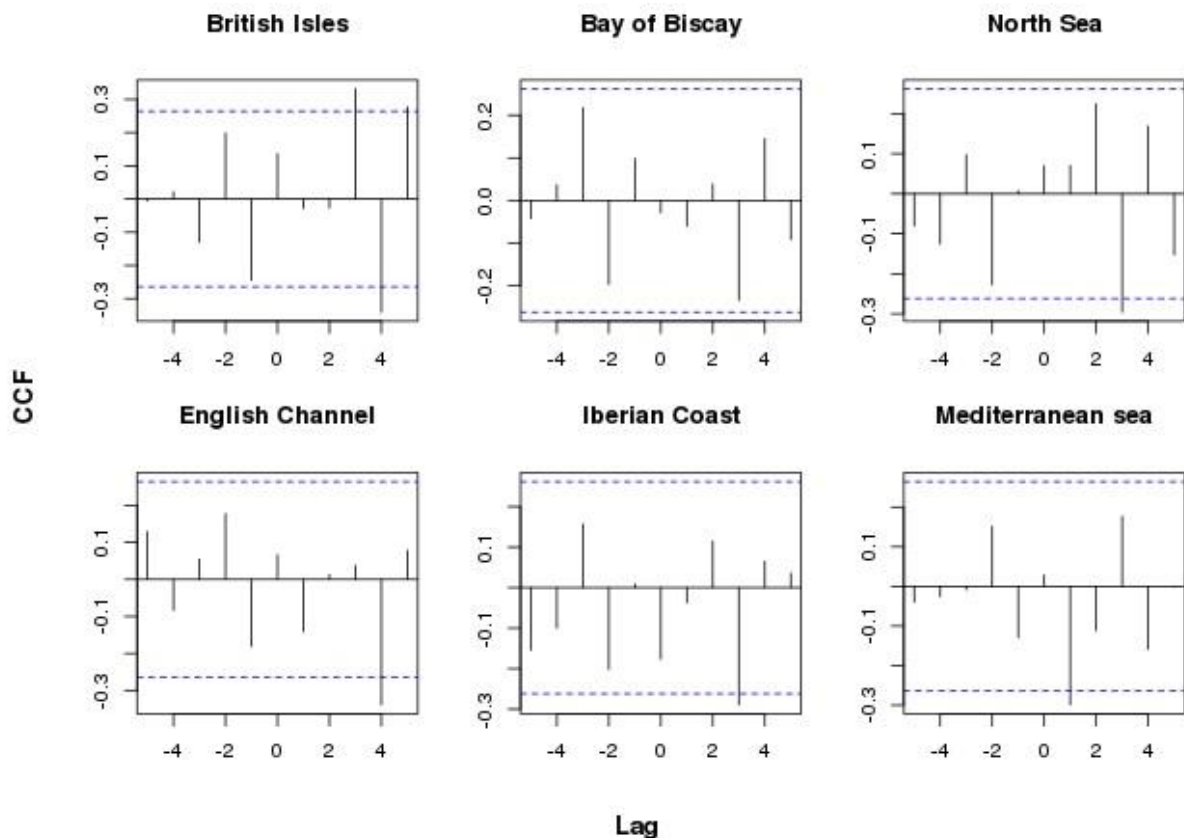 British Isles
Bay of Biscay
North Sea
0.3
0.1
-0.1
-0.3
-4 -2 0 2 4
0.2
0.0
-0.2
-4 -2 0 2 4
0.1
-0.1
-0.3
-4 -2 0 2 4
CCF
English Channel
Iberian Coast
Mediterranean sea
0.1
-0.1
-0.3
-4 -2 0 2 4
0.1
-0.1
-0.3
-4 -2 0 2 4
0.1
-0.1
-0.3
-4 -2 0 2 4
Lag